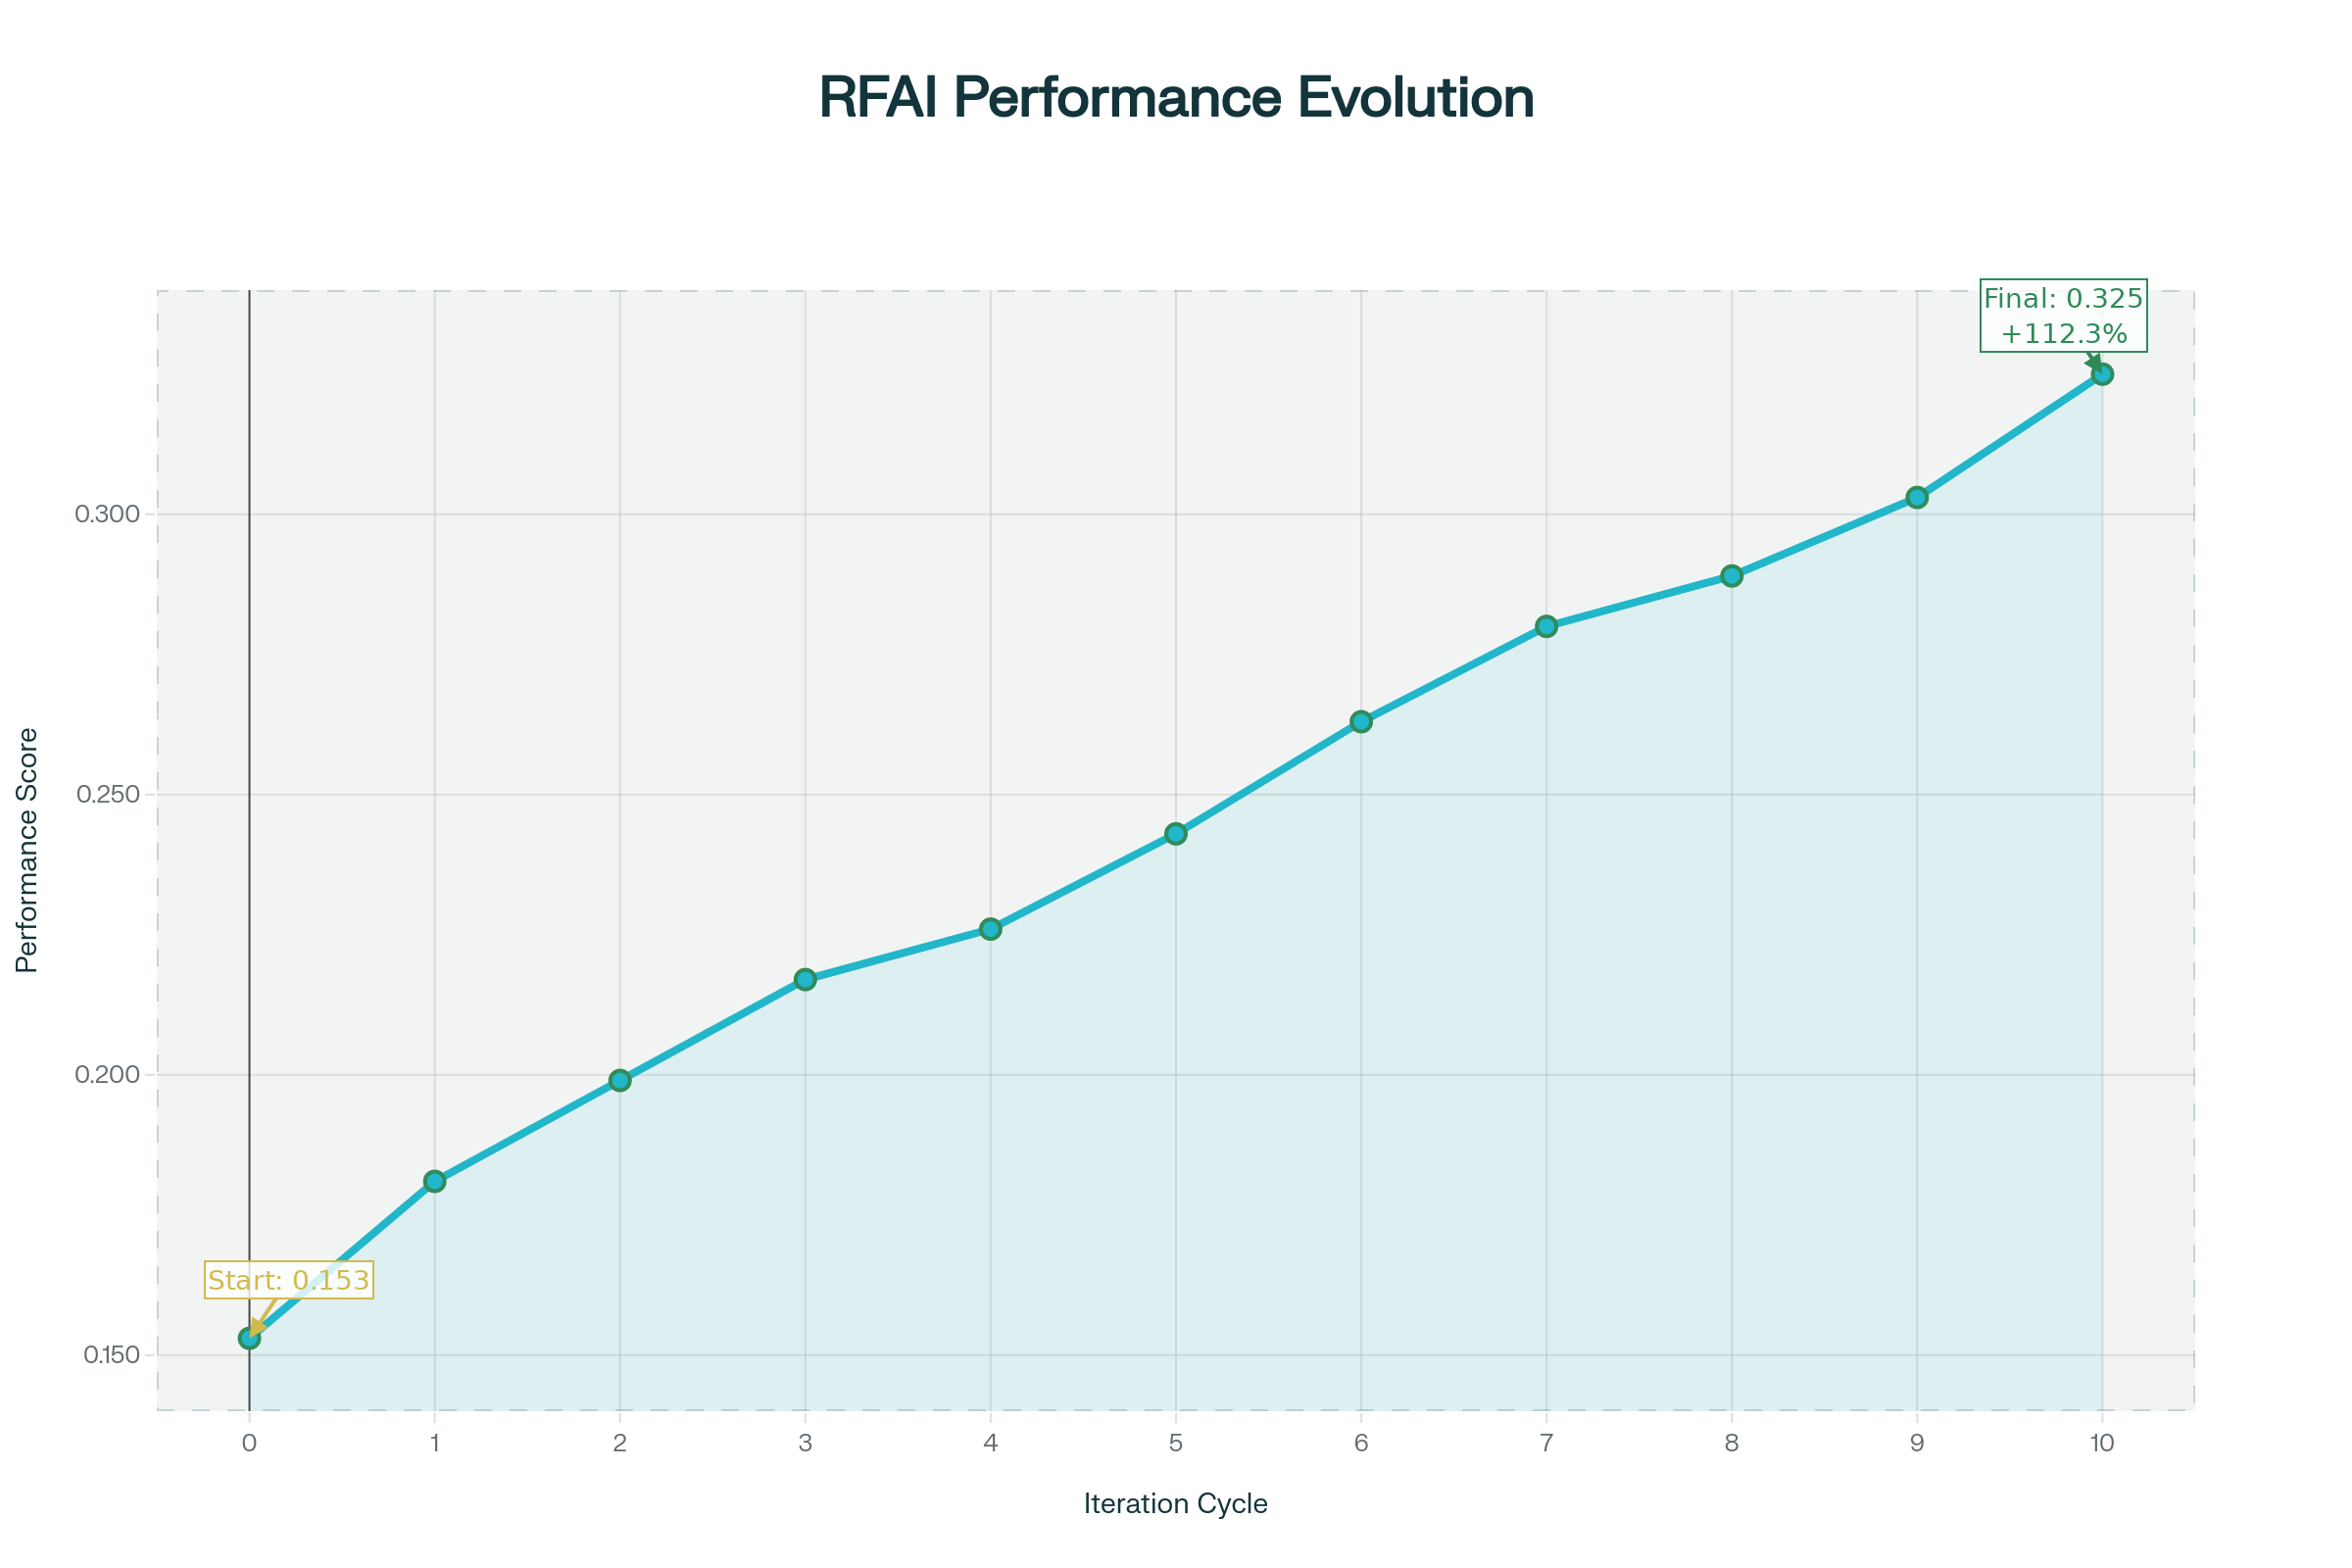 RFAI Performance Evolution
Final: 0.325
+112.3%
0.300
0.250
0.200
0.150
Performance Score
Start: 0.153
0 1 2 3 4 5 6 7 8 9 10
Iteration Cycle